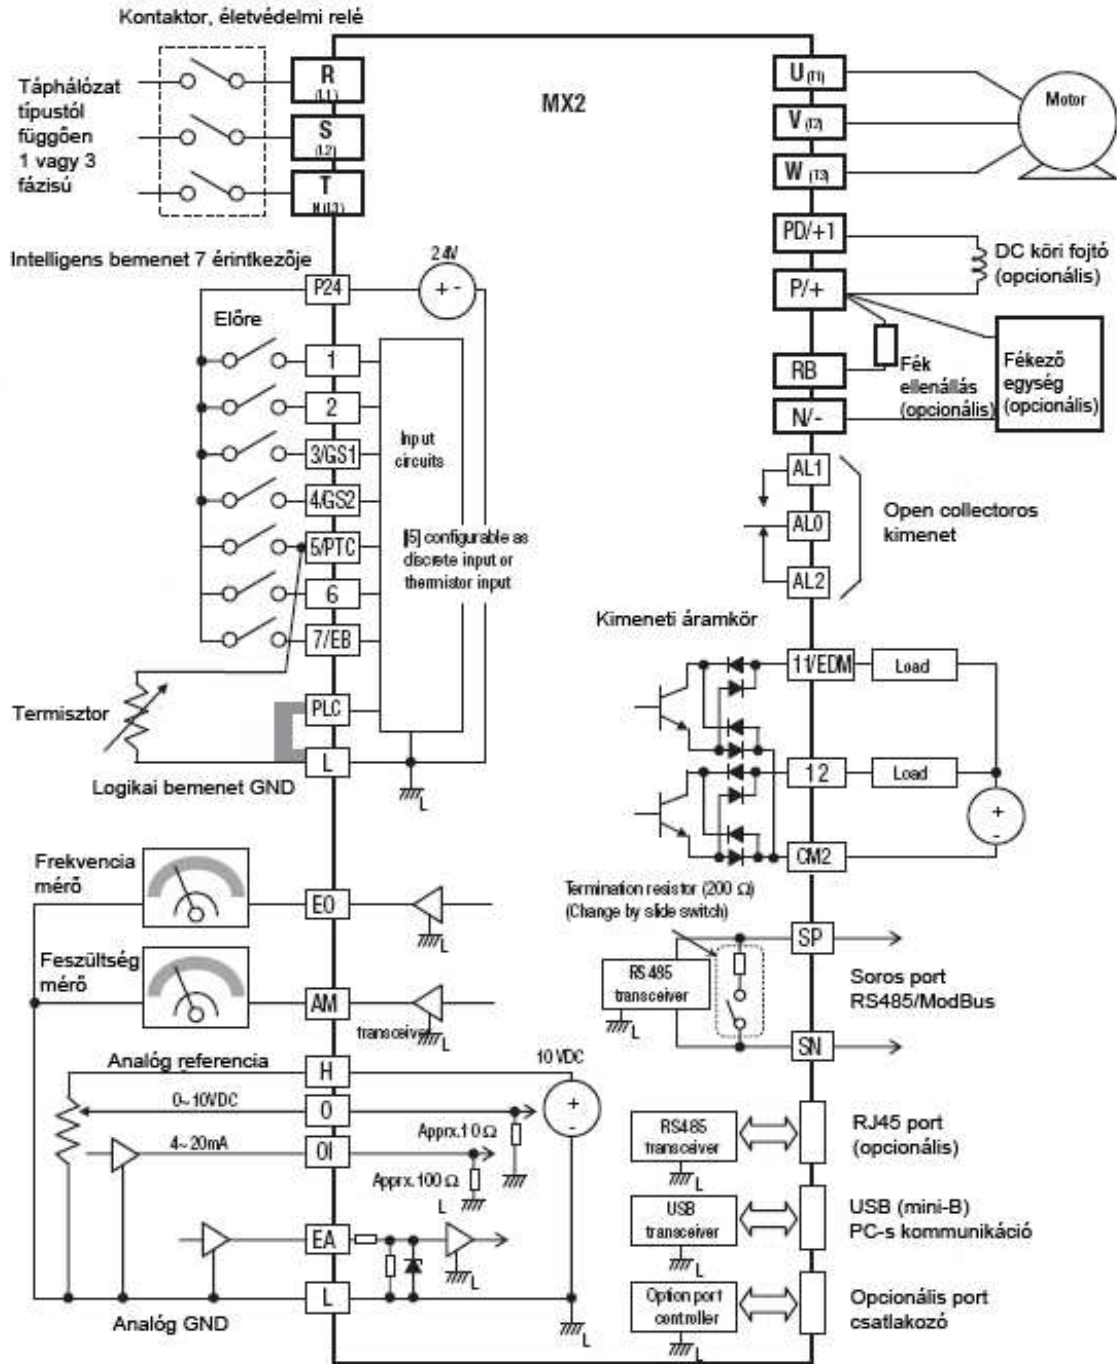 Kontaktor, életvédelmi relé
Táphálózat
típustól
függően
1 vagy 3
fázisú
R
(L1)
S
(L2)
T
N (L3)
MX2
U (T1)
V (T2)
W (T3)
Motor
PD/+1
P/+
DC köri fojtó
(opcionális)
RB
N/-
Fék
ellenállás
(opcionális)
Fékező
egység
(opcionális)
Intelligens bemenet 7 érintkezője
24V
+ -
P24
Előre
1
2
3/GS1
4/GS2
5/PTC
6
7/EB
PLC
L
Input
circuits
[5] configurable as
discrete input or
thermistor input
Termisztor
Logikai bemenet GND
L
AL1
AL0
AL2
Open collectoros
kimenet
Kimeneti áramkör
11/EDM
Load
12
Load
+
-
CM2
Frekvencia
mérő
EO
L
Feszültség
mérő
AM
transceiver
L
Termination resistor (200 Ω)
(Change by slide switch)
SP
RS485
transceiver
L
SN
Soros port
RS485/ModBus
Analóg referencia
H
10 VDC
0~10VDC
O
+
-
Apprx.10 Ω
4~20mA
OI
Apprx.100 Ω
L
EA
L
L
Analóg GND
L
RS485
transceiver
L
RJ45 port
(opcionális)
USB
transceiver
L
USB (mini-B)
PC-s kommunikáció
Option port
controller
L
Opcionális port
csatlakozó